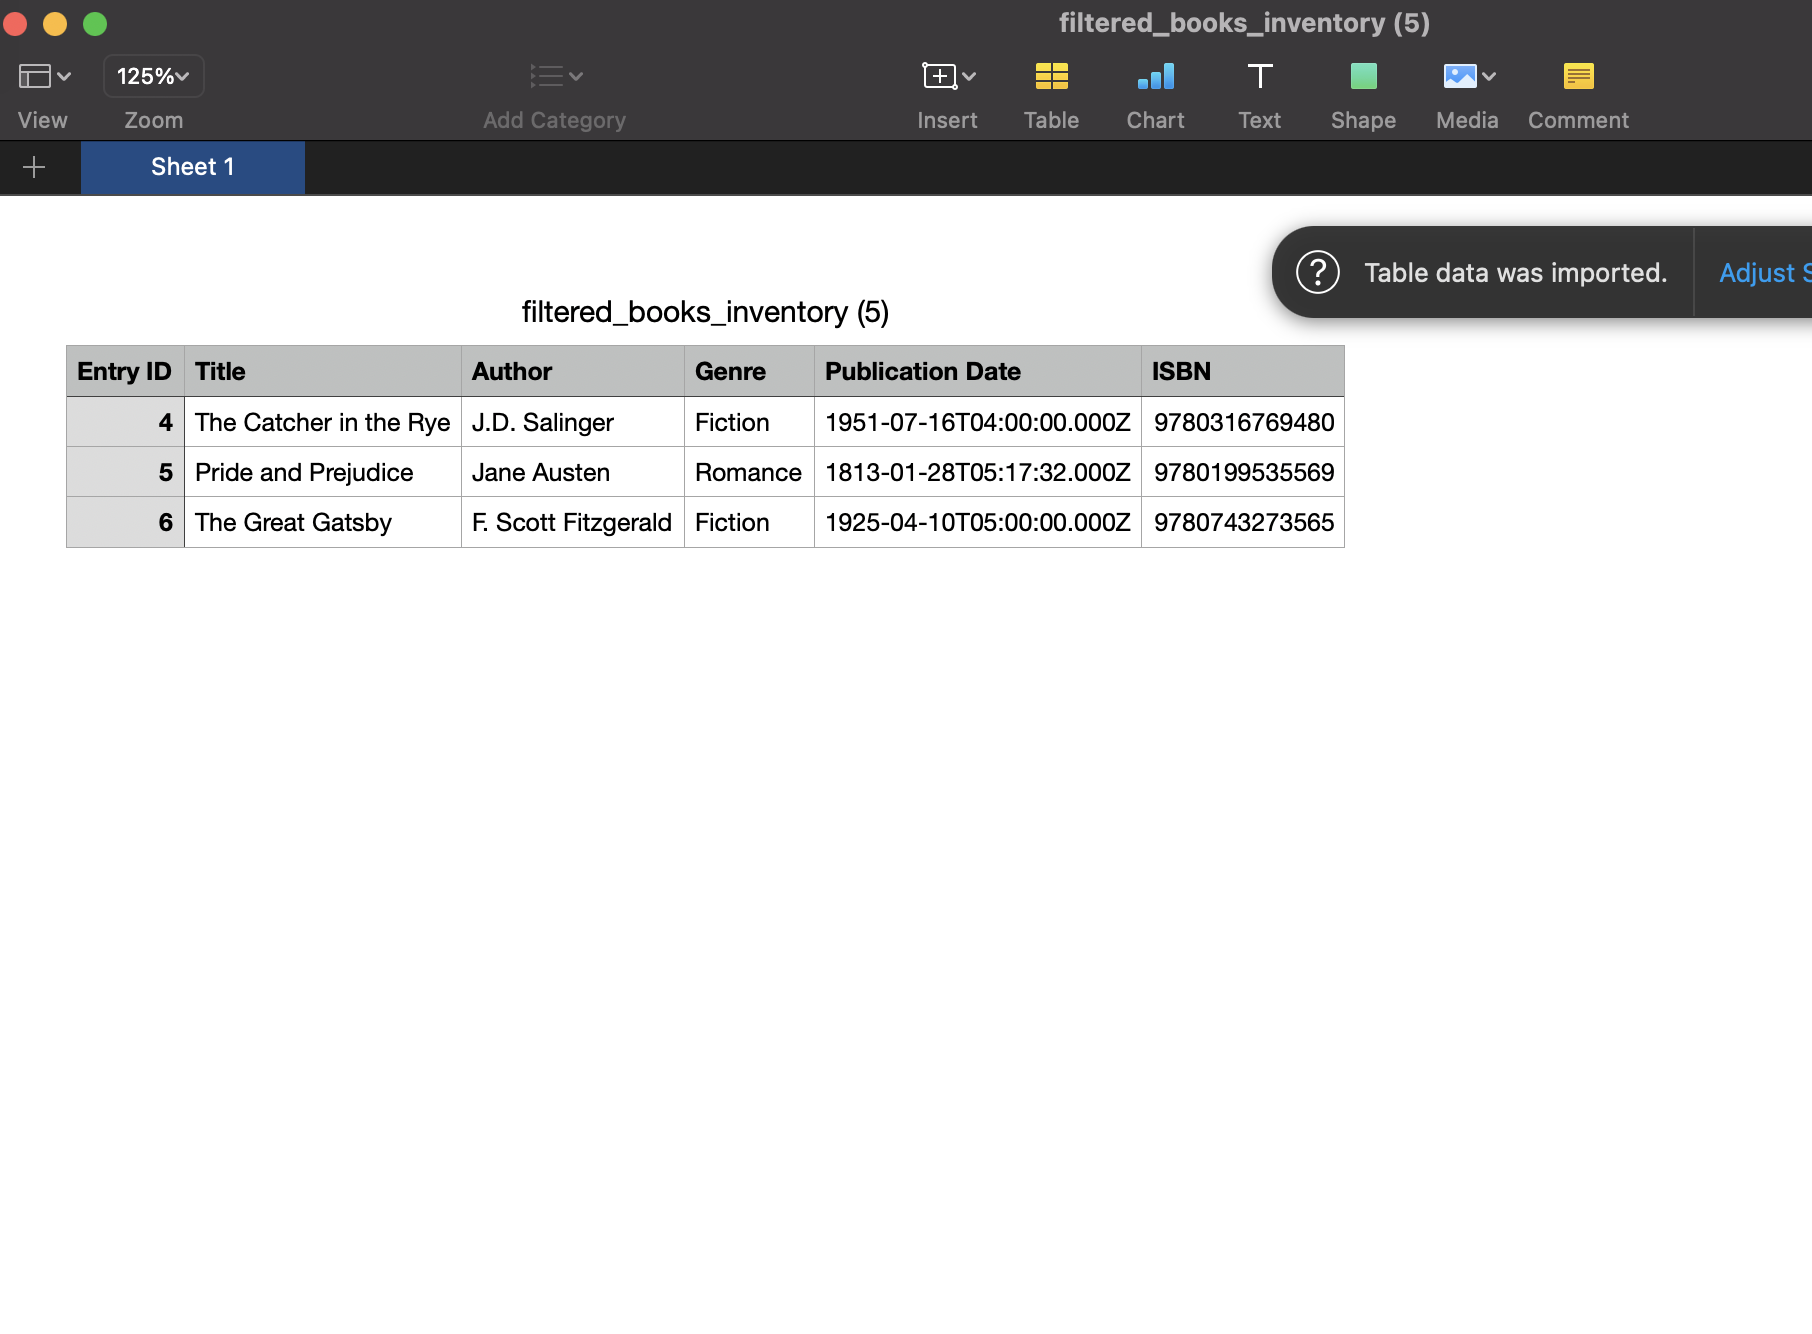 filtered_books_inventory (5)
125%
View Zoom Add Category Insert Table Chart Text Shape Media Comment
Sheet 1
Table data was imported. Adjust S
filtered_books_inventory (5)
Entry ID Title Author Genre Publication Date ISBN
4 The Catcher in the Rye J.D. Salinger Fiction 1951-07-16T04:00:00.000Z 9780316769480
5 Pride and Prejudice Jane Austen Romance 1813-01-28T05:17:32.000Z 9780199535569
6 The Great Gatsby F. Scott Fitzgerald Fiction 1925-04-10T05:00:00.000Z 9780743273565